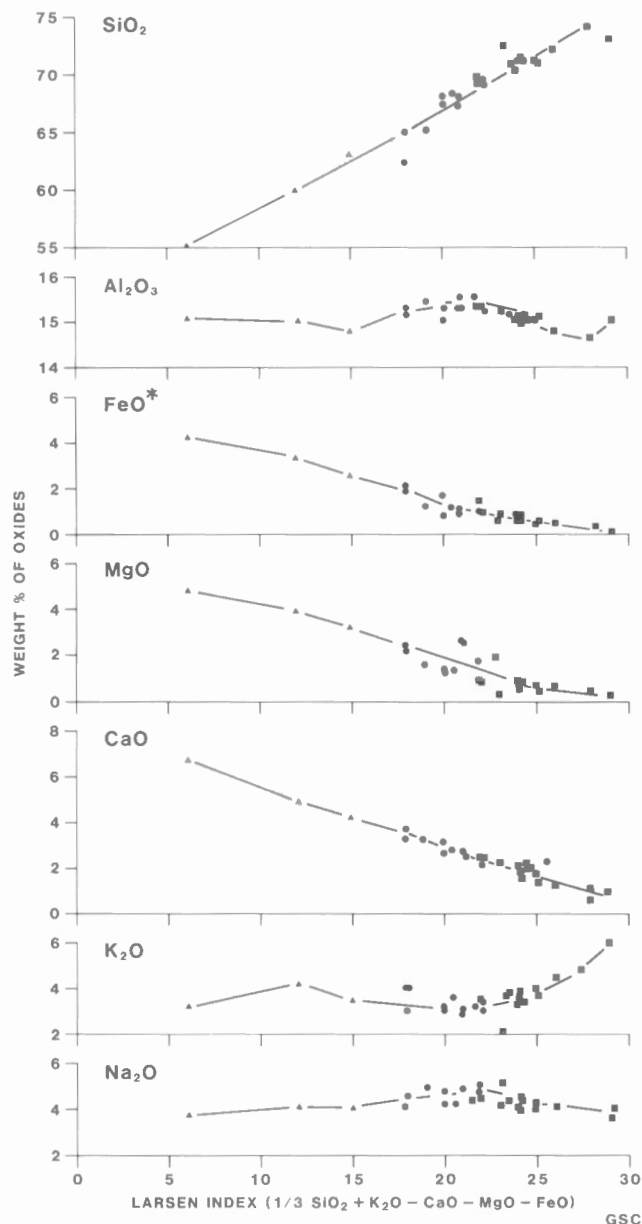 SiO₂
75
70
65
60
55
Al₂O₃
16
15
14
FeO*
6
4
2
0
MgO
6
4
2
0
CaO
8
6
4
2
0
K₂O
6
4
2
Na₂O
6
4
2
WEIGHT % OF OXIDES
0 5 10 15 20 25 30
LARSEN INDEX (1/3 SiO₂ + K₂O – CaO – MgO – FeO)
GSC